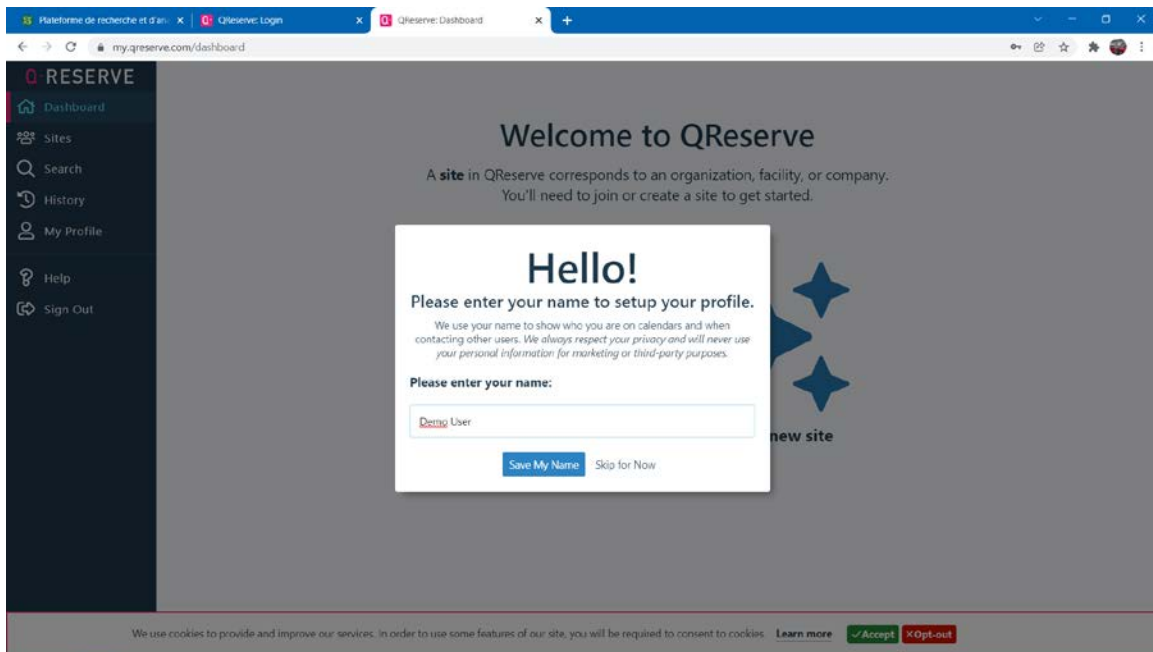 Plateforme de recherche et d'an
QReserve: Login
QReserve: Dashboard
my.qreserve.com/dashboard
Q·RESERVE
Dashboard
Sites
Search
History
My Profile
Help
Sign Out
Welcome to QReserve
A site in QReserve corresponds to an organization, facility, or company.
You'll need to join or create a site to get started.
Hello!
Please enter your name to setup your profile.
We use your name to show who you are on calendars and when
contacting other users. We always respect your privacy and will never use
your personal information for marketing or third-party purposes.
Please enter your name:
Demo User
new site
Save My Name Skip for Now
We use cookies to provide and improve our services. In order to use some features of our site, you will be required to consent to cookies. Learn more ✓Accept ×Opt-out